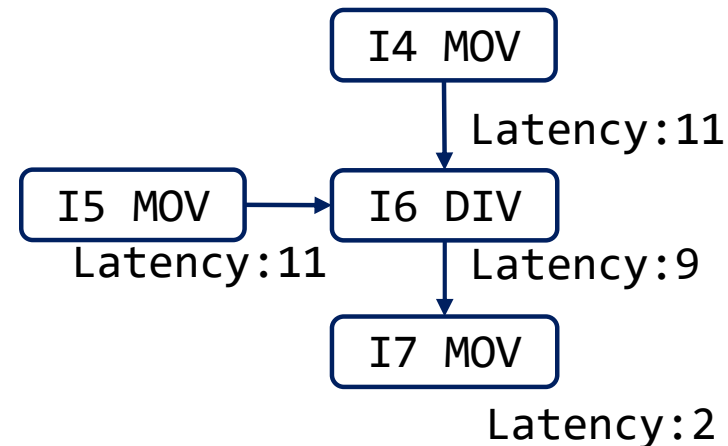 I4 MOV
Latency:11
I5 MOV
I6 DIV
Latency:11
Latency:9
I7 MOV
Latency:2